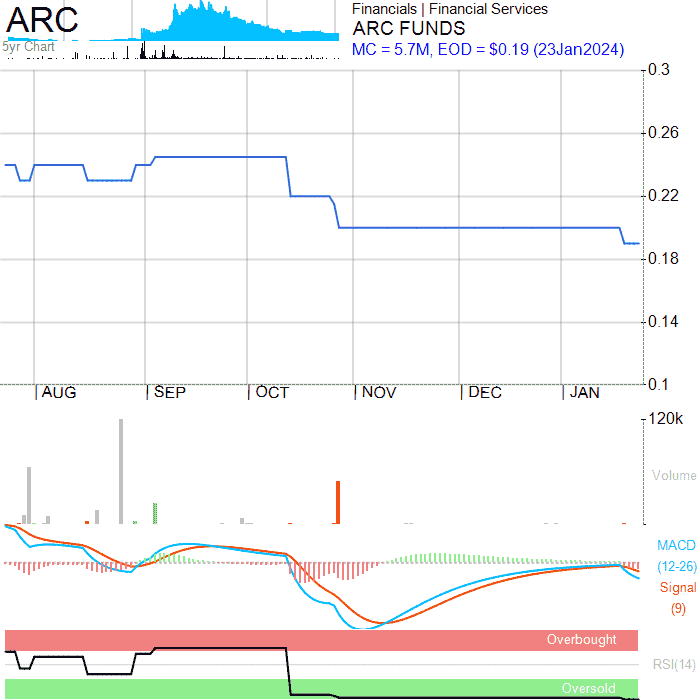 ARC
5yr Chart
Financials | Financial Services
ARC FUNDS
MC = 5.7M, EOD = $0.19 (23Jan2024)
0.3
0.26
0.22
0.18
0.14
0.1
AUG SEP OCT NOV DEC JAN
120k
Volume
MACD
(12-26)
Signal
(9)
Overbought
RSI(14)
Oversold